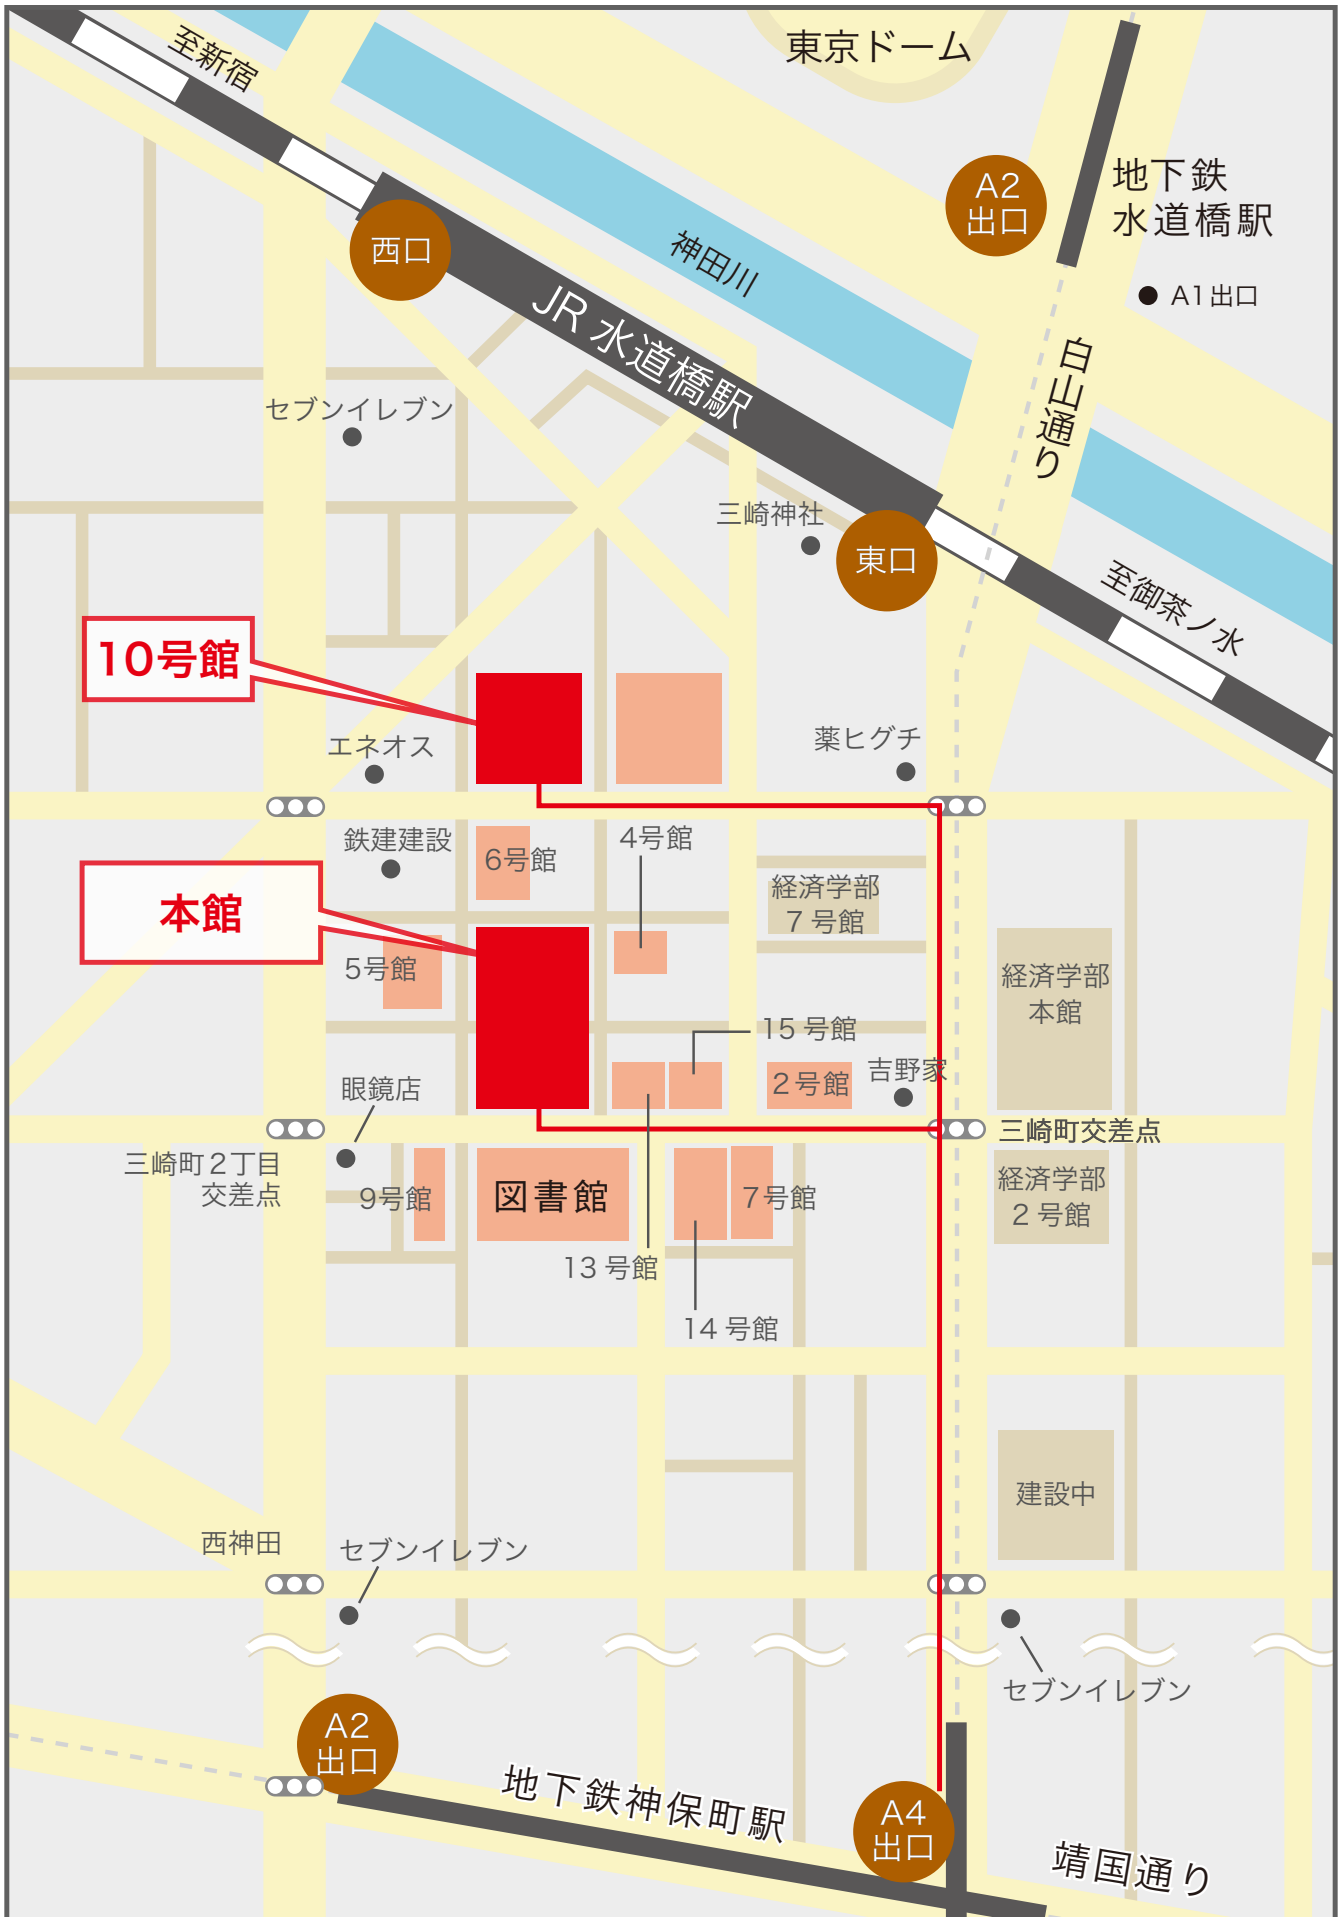 至新宿
東京ドーム
A2
出口
地下鉄
水道橋駅
西口
神田川
A1出口
JR 水道橋駅
白山通り
セブンイレブン
三崎神社
東口
至御茶ノ水
10号館
エネオス
薬ヒグチ
鉄建建設
6号館
4号館
本館
経済学部
7号館
5号館
経済学部
本館
15号館
2号館
吉野家
眼鏡店
三崎町交差点
三崎町2丁目
交差点
9号館
図書館
7号館
経済学部
2号館
13号館
14号館
建設中
西神田
セブンイレブン
セブンイレブン
A2
出口
地下鉄神保町駅
A4
出口
靖国通り